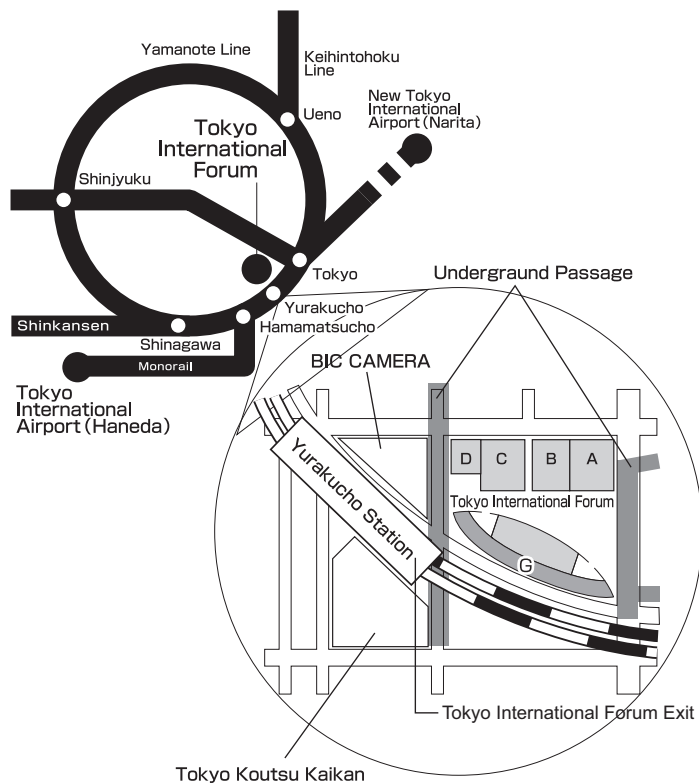 Yamanote Line
Keihintohoku
Line
Ueno
New Tokyo
International
Airport (Narita)
Tokyo
International
Forum
Shinjyuku
Tokyo
Yurakucho
Hamamatsucho
Shinkansen
Shinagawa
Monorail
Tokyo
International
Airport (Haneda)
Undergraund Passage
BIC CAMERA
D C B A
Tokyo International Forum
Yurakucho Station
G
Tokyo International Forum Exit
Tokyo Koutsu Kaikan